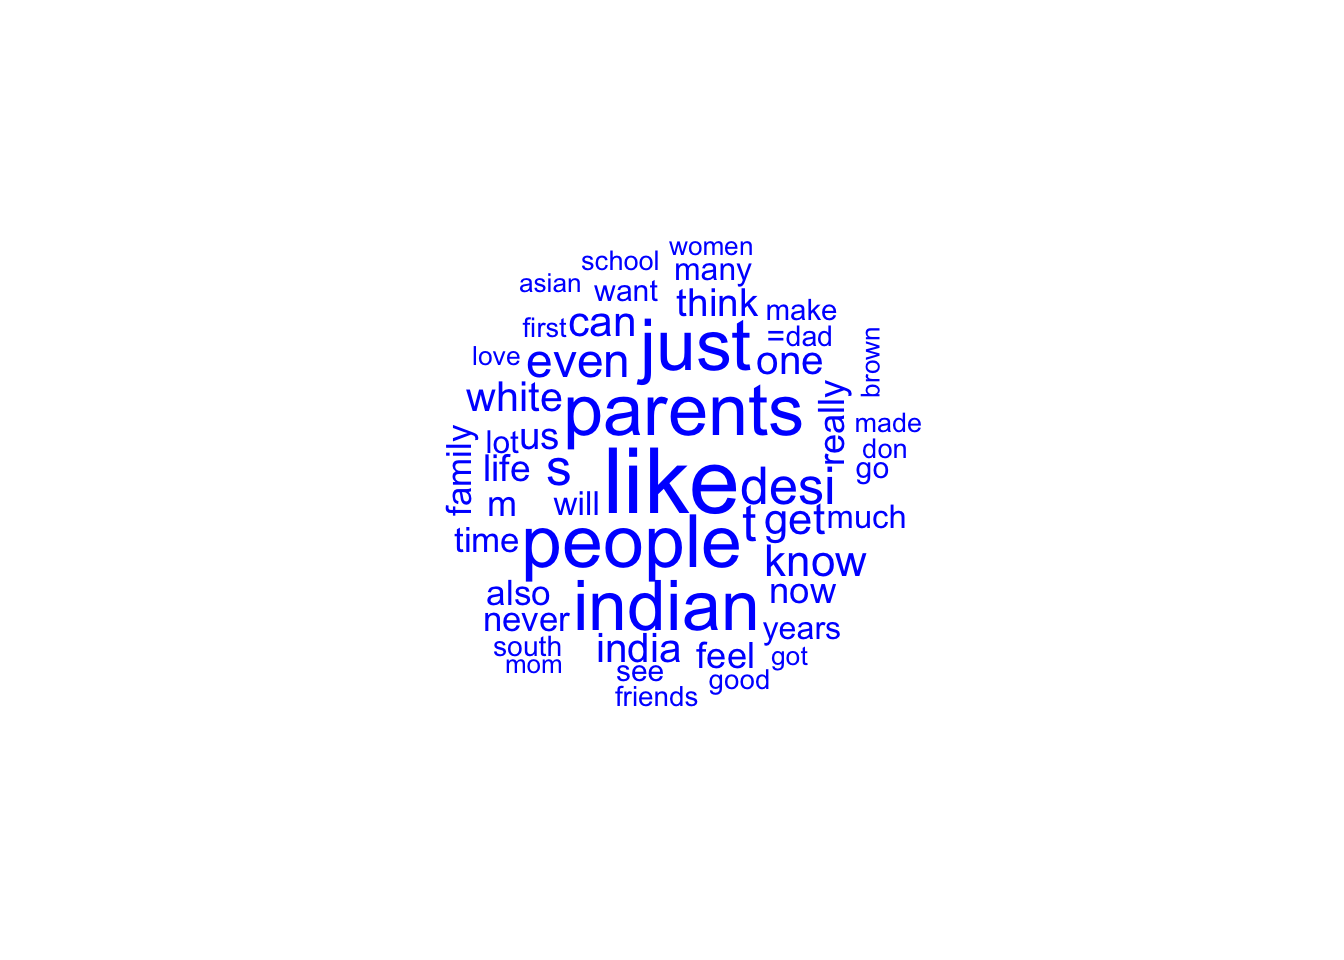 women
school many
asian want
think make
first can just =dad
love even one brown
white parents really
made
lot us don
family life s like desi go
m will t get much
time people know
also indian now
never years
south india feel got
mom see good
friends